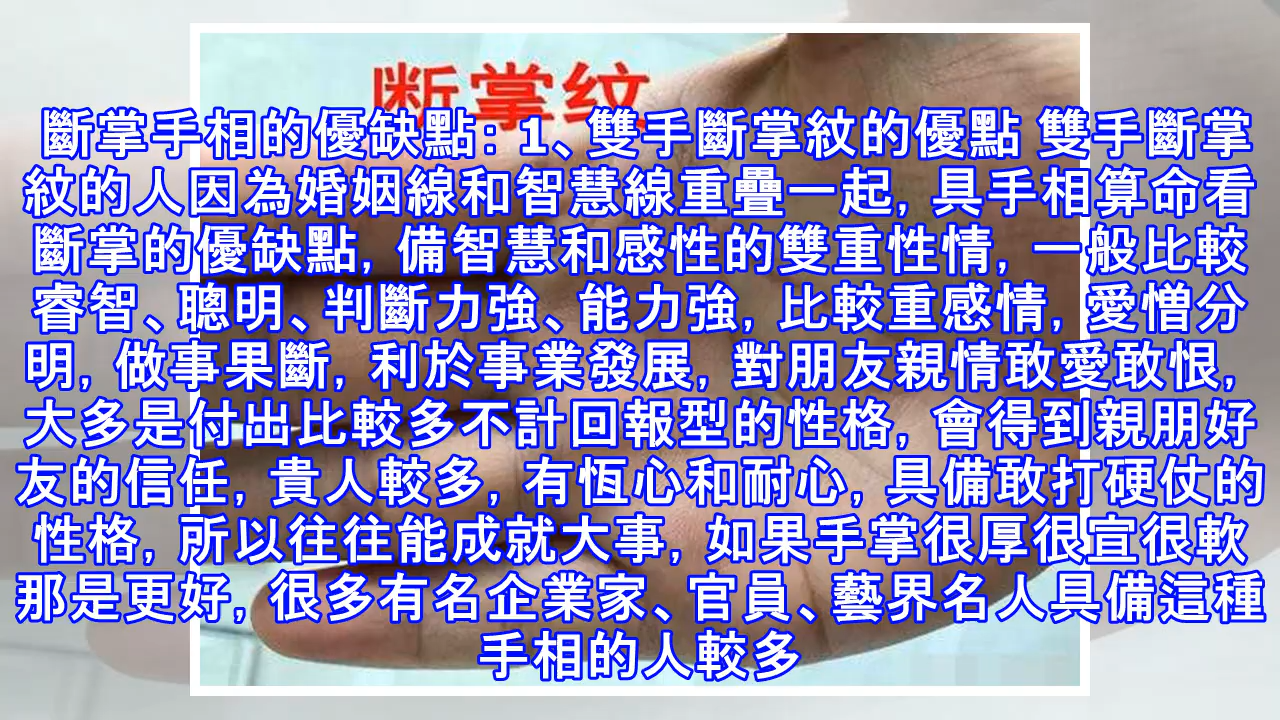 断掌纹
斷掌手相的優缺點: 1、雙手斷掌紋的優點 雙手斷掌
紋的人因為婚姻線和智慧線重疊一起, 具手相算命看
斷掌的優缺點, 備智慧和感性的雙重性情, 一般比較
睿智、聰明、判斷力強、能力強, 比較重感情, 愛憎分
明, 做事果斷, 利於事業發展, 對朋友親情敢愛敢恨,
大多是付出比較多不計回報型的性格, 會得到親朋好
友的信任, 貴人較多, 有恆心和耐心, 具備敢打硬仗的
性格, 所以往往能成就大事, 如果手掌很厚很宣很軟
那是更好, 很多有名企業家、官員、藝界名人具備這種
手相的人較多